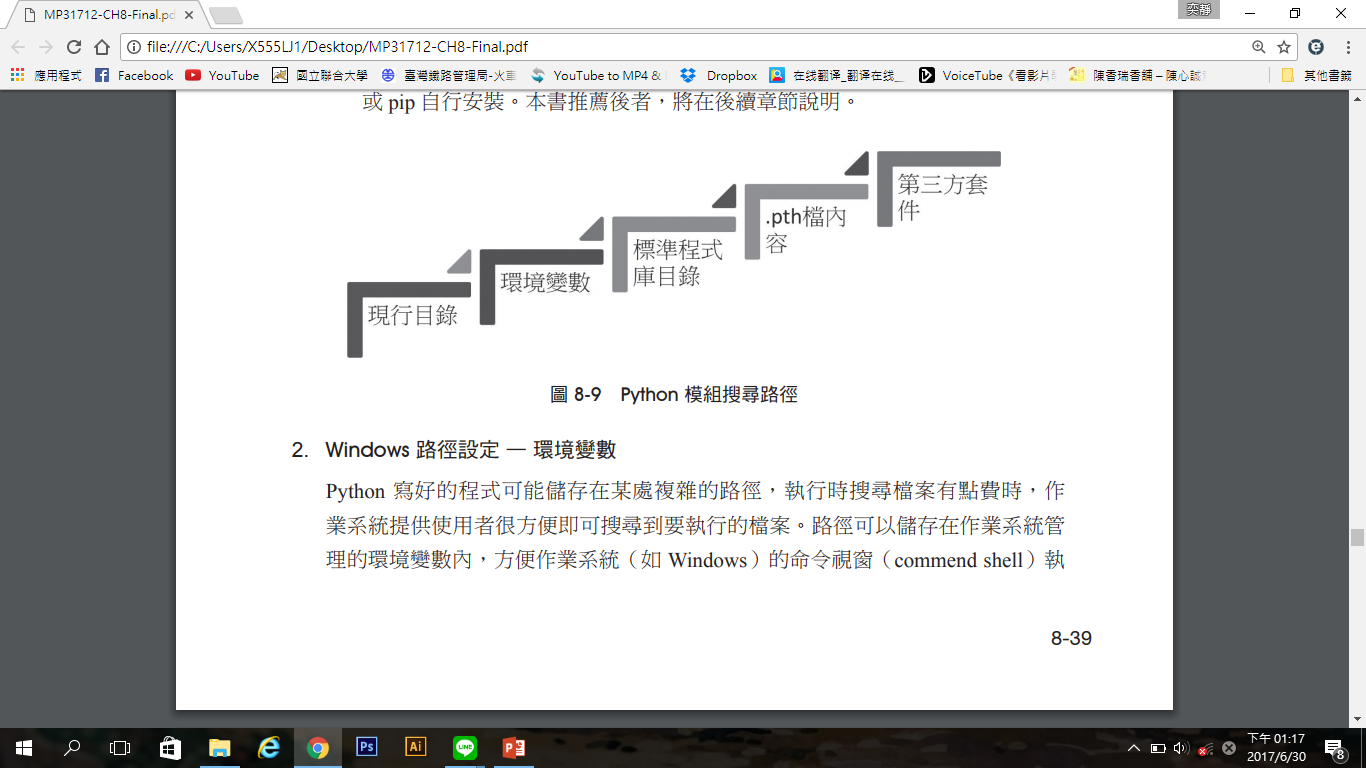 MP31712-CH8-Final.pd
奕靜
file:///C:/Users/X555LJ1/Desktop/MP31712-CH8-Final.pdf
應用程式 Facebook YouTube 國立聯合大學 臺灣鐵路管理局-火車 YouTube to MP4 & Dropbox 在线翻译_翻译在线_ VoiceTube《看影片 陳香瑞香鋪 – 陳心誠 其他書籤
或 pip 自行安裝。本書推薦後者，將在後續章節說明。
第三方套
件
.pth檔內
容
標準程式
庫目錄
環境變數
現行目錄
圖 8-9 Python 模組搜尋路徑
2. Windows 路徑設定 — 環境變數
Python 寫好的程式可能儲存在某處複雜的路徑，執行時搜尋檔案有點費時，作
業系統提供使用者很方便即可搜尋到要執行的檔案。路徑可以儲存在作業系統管
理的環境變數內，方便作業系統（如 Windows）的命令視窗（commend shell）執
8-39
Ps
Ai
LINE
下午 01:17
2017/6/30
8